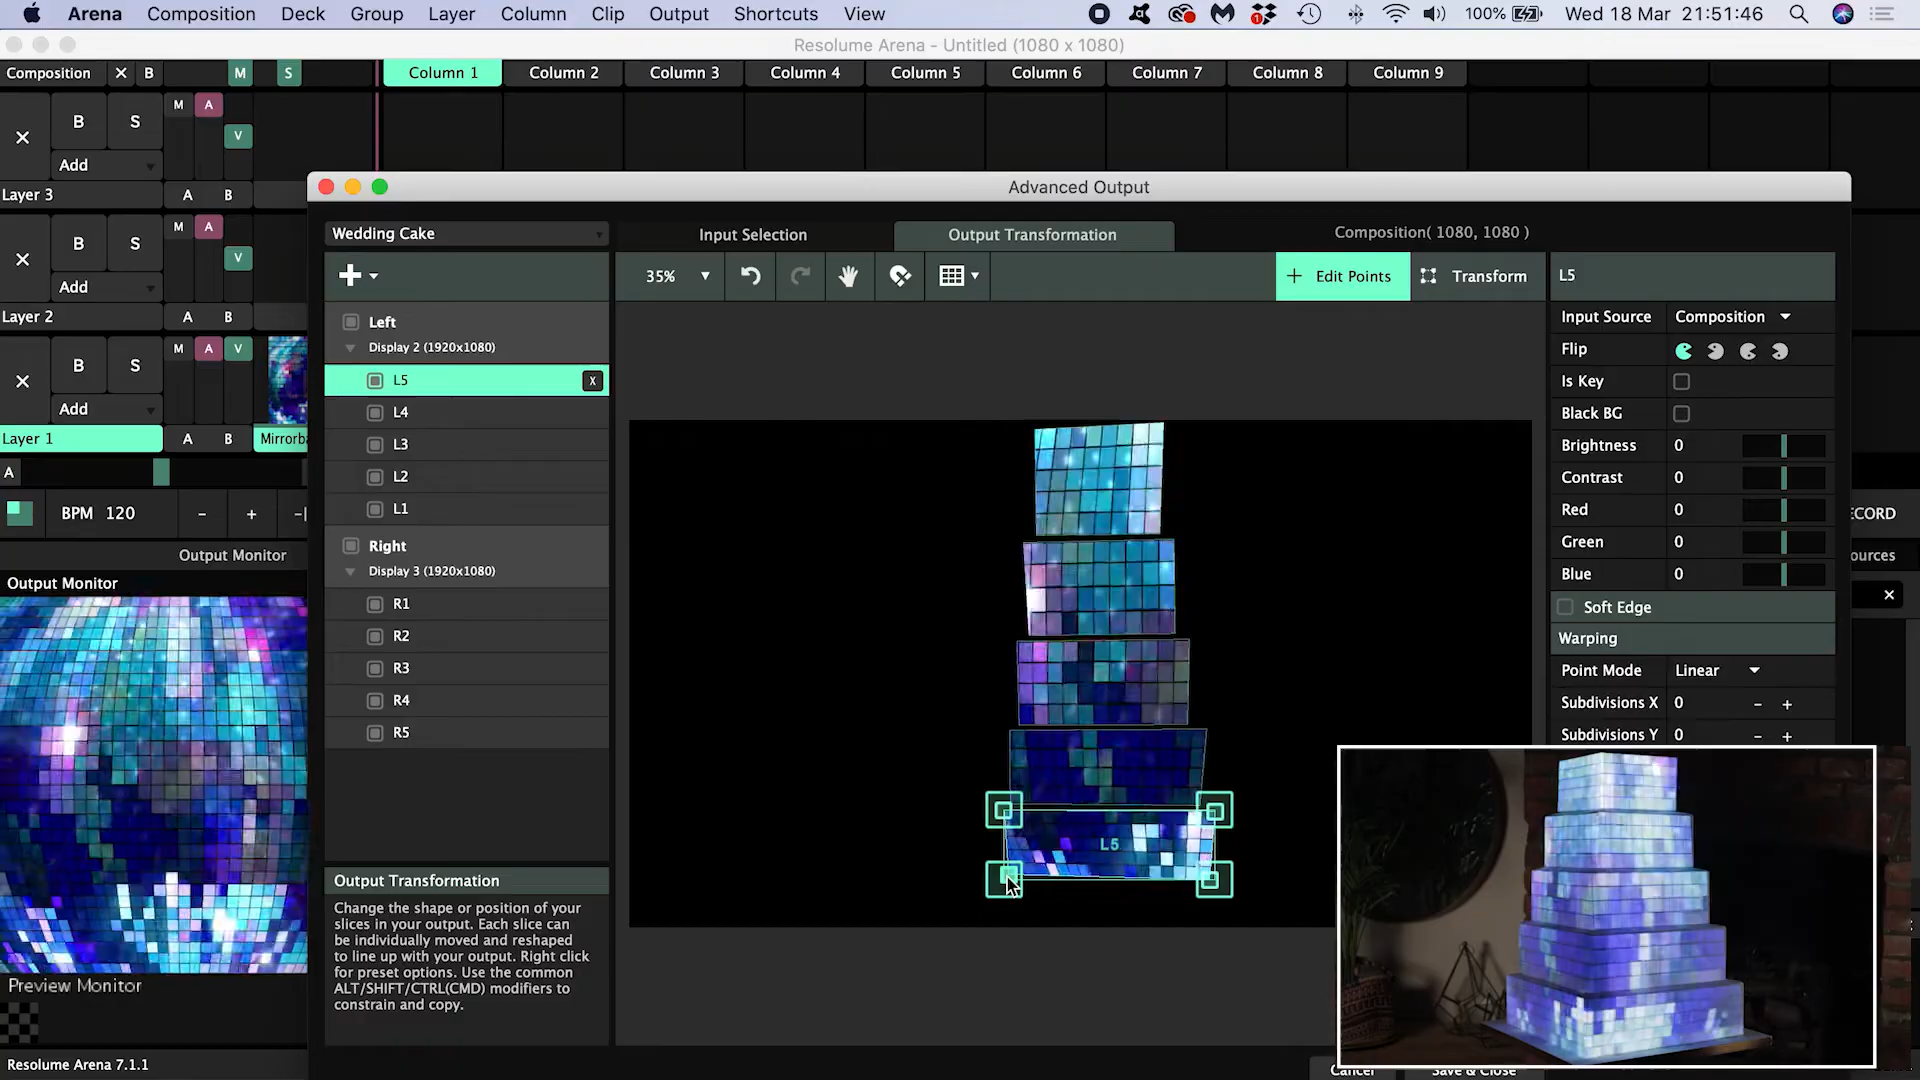 Arena Composition Deck Group Layer Column Clip Output Shortcuts View 1 100% Wed 18 Mar 21:51:46
Resolume Arena - Untitled (1080 x 1080)
Composition B M S Column 1 Column 2 Column 3 Column 4 Column 5 Column 6 Column 7 Column 8 Column 9
M A
B S
V
Add
Layer 3 A B
M A
B S
V
Add
Layer 2 A B
M A V
B S
Add
Layer 1 A B Mirrorba
A
BPM 120 - +
Output Monitor
Output Monitor
Preview Monitor
Resolume Arena 7.1.1
Advanced Output
Wedding Cake
Input Selection Output Transformation Composition( 1080, 1080 )
35% Edit Points Transform
Left
Display 2 (1920x1080)
L5 X
L4
L3
L2
L1
Right
Display 3 (1920x1080)
R1
R2
R3
R4
R5
Output Transformation
Change the shape or position of your
slices in your output. Each slice can
be individually moved and reshaped
to line up with your output. Right click
for preset options. Use the common
ALT/SHIFT/CTRL(CMD) modifiers to
constrain and copy.
L5
L5
Input Source Composition
Flip
Is Key
Black BG
Brightness 0
Contrast 0
Red 0
Green 0
Blue 0
Soft Edge
Warping
Point Mode Linear
Subdivisions X 0 - +
Subdivisions Y 0 - +
Cancel Save & Close
ECORD
ources